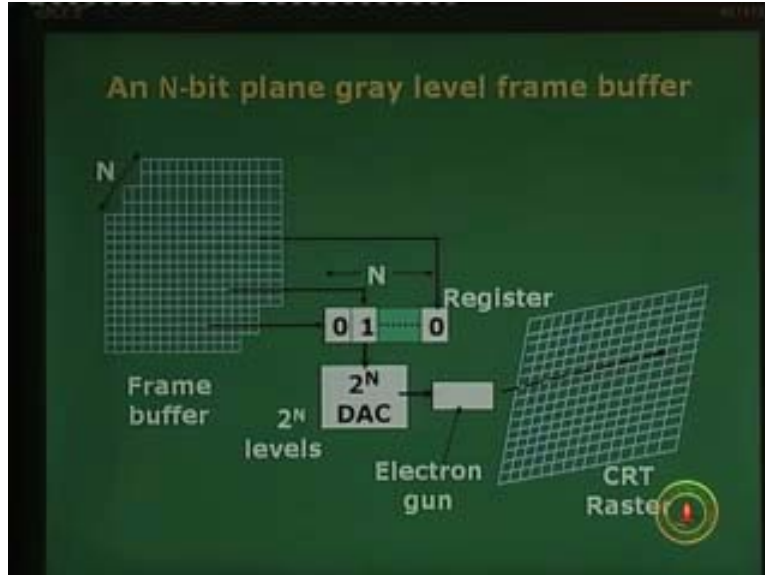 An N-bit plane gray level frame buffer
N
N
Register
0 1 0
Frame
buffer
2ᴺ
DAC
2ᴺ
levels
Electron
gun
CRT
Raster